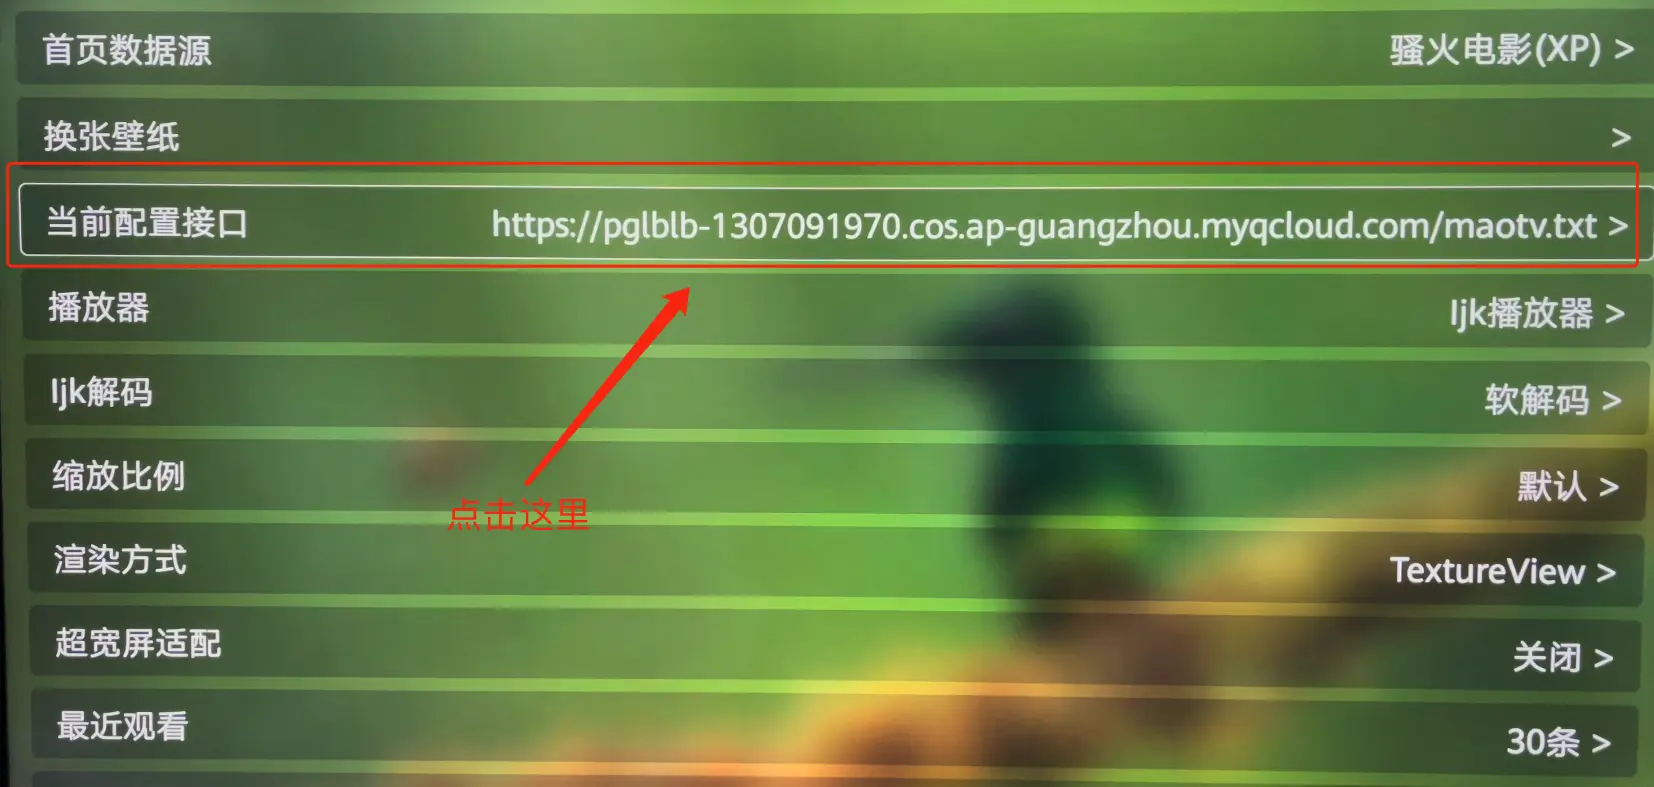 首页数据源 骚火电影(XP) >
换张壁纸 >
当前配置接口 https://pglblb-1307091970.cos.ap-guangzhou.myqcloud.com/maotv.txt >
播放器 Ijk播放器 >
Ijk解码 软解码 >
缩放比例 默认 >
点击这里
渲染方式 TextureView >
超宽屏适配 关闭 >
最近观看 30条 >